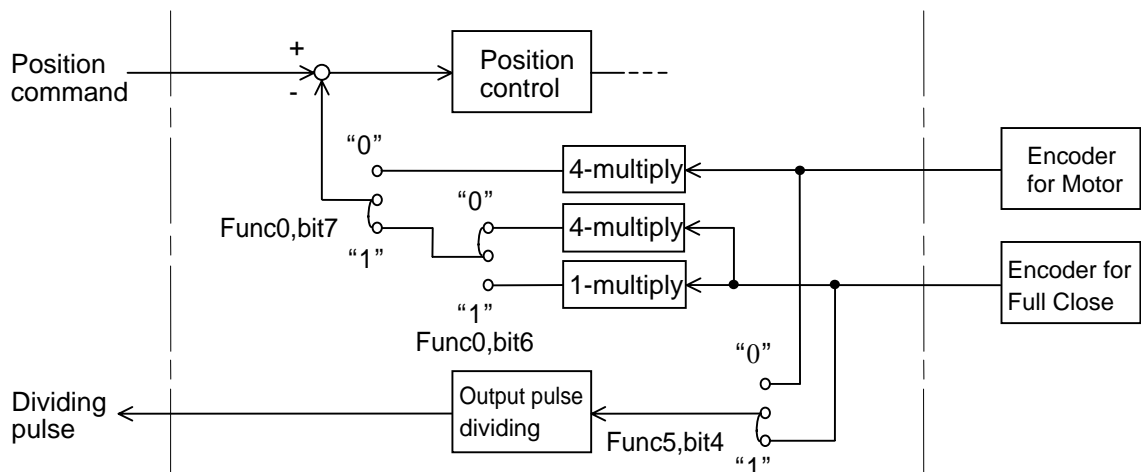 Position
command
+
-
Position
control
“0”
4-multiply
Encoder
for Motor
Func0,bit7
“0”
4-multiply
“1”
Encoder for
Full Close
1-multiply
“1”
Func0,bit6
“0”
Dividing
pulse
Output pulse
dividing
Func5,bit4
“1”